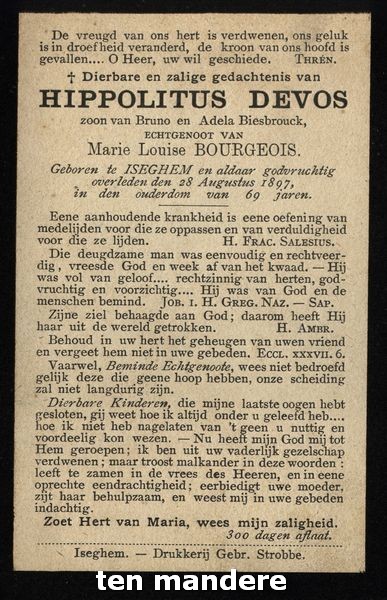 De vreugd van ons hert is verdwenen, ons geluk
is in droefheid veranderd, de kroon van ons hoofd is
gevallen.... O Heer, uw wil geschiede. THRÉN.
† Dierbare en zalige gedachtenis van
HIPPOLITUS DEVOS
zoon van Bruno en Adela Biesbrouck,
ECHTGENOOT VAN
Marie Louise BOURGEOIS.
Geboren te ISEGHEM en aldaar godvruchtig
overleden den 28 Augustus 1897,
in den ouderdom van 69 jaren.
Eene aanhoudende krankheid is eene oefening van
medelijden voor die ze oppassen en van verduldigheid
voor die ze lijden. H. FRAC. SALESIUS.
Die deugdzame man was eenvoudig en rechtveer-
dig, vreesde God en week af van het kwaad. — Hij
was vol van geloof.... rechtzinnig van herten, god-
vruchtig en voorzichtig.... Hij was van God en de
menschen bemind. JOB. I. H. GREG. NAZ. — SAP.
Zijne ziel behaagde aan God; daarom heeft Hij
haar uit de wereld getrokken. H. AMBR.
Behoud in uw hert het geheugen van uwen vriend
en vergeet hem niet in uwe gebeden. ECCL. XXXVII. 6.
Vaarwel, Beminde Echtgenoote, wees niet bedroefd
gelijk deze die geene hoop hebben, onze scheiding
zal niet langdurig zijn.
Dierbare Kinderen, die mijne laatste oogen hebt
gesloten, gij weet hoe ik altijd onder u geleefd heb....
hoe ik niet heb nagelaten van 't geen u nuttig en
voordeelig kon wezen. — Nu heeft mijn God mij tot
Hem geroepen; ik ben uit uw vaderlijk gezelschap
verdwenen; maar troost malkander in deze woorden:
leeft te zamen in de vrees des Heeren, en in eene
oprechte eendrachtigheid; eerbiedigt uwe moeder,
zijt haar behulpzaam, en weest mij in uwe gebeden
indachtig.
Zoet Hert van Maria, wees mijn zaligheid.
300 dagen aflaat.
Iseghem. — Drukkerij Gebr. Strobbe.
ten mandere